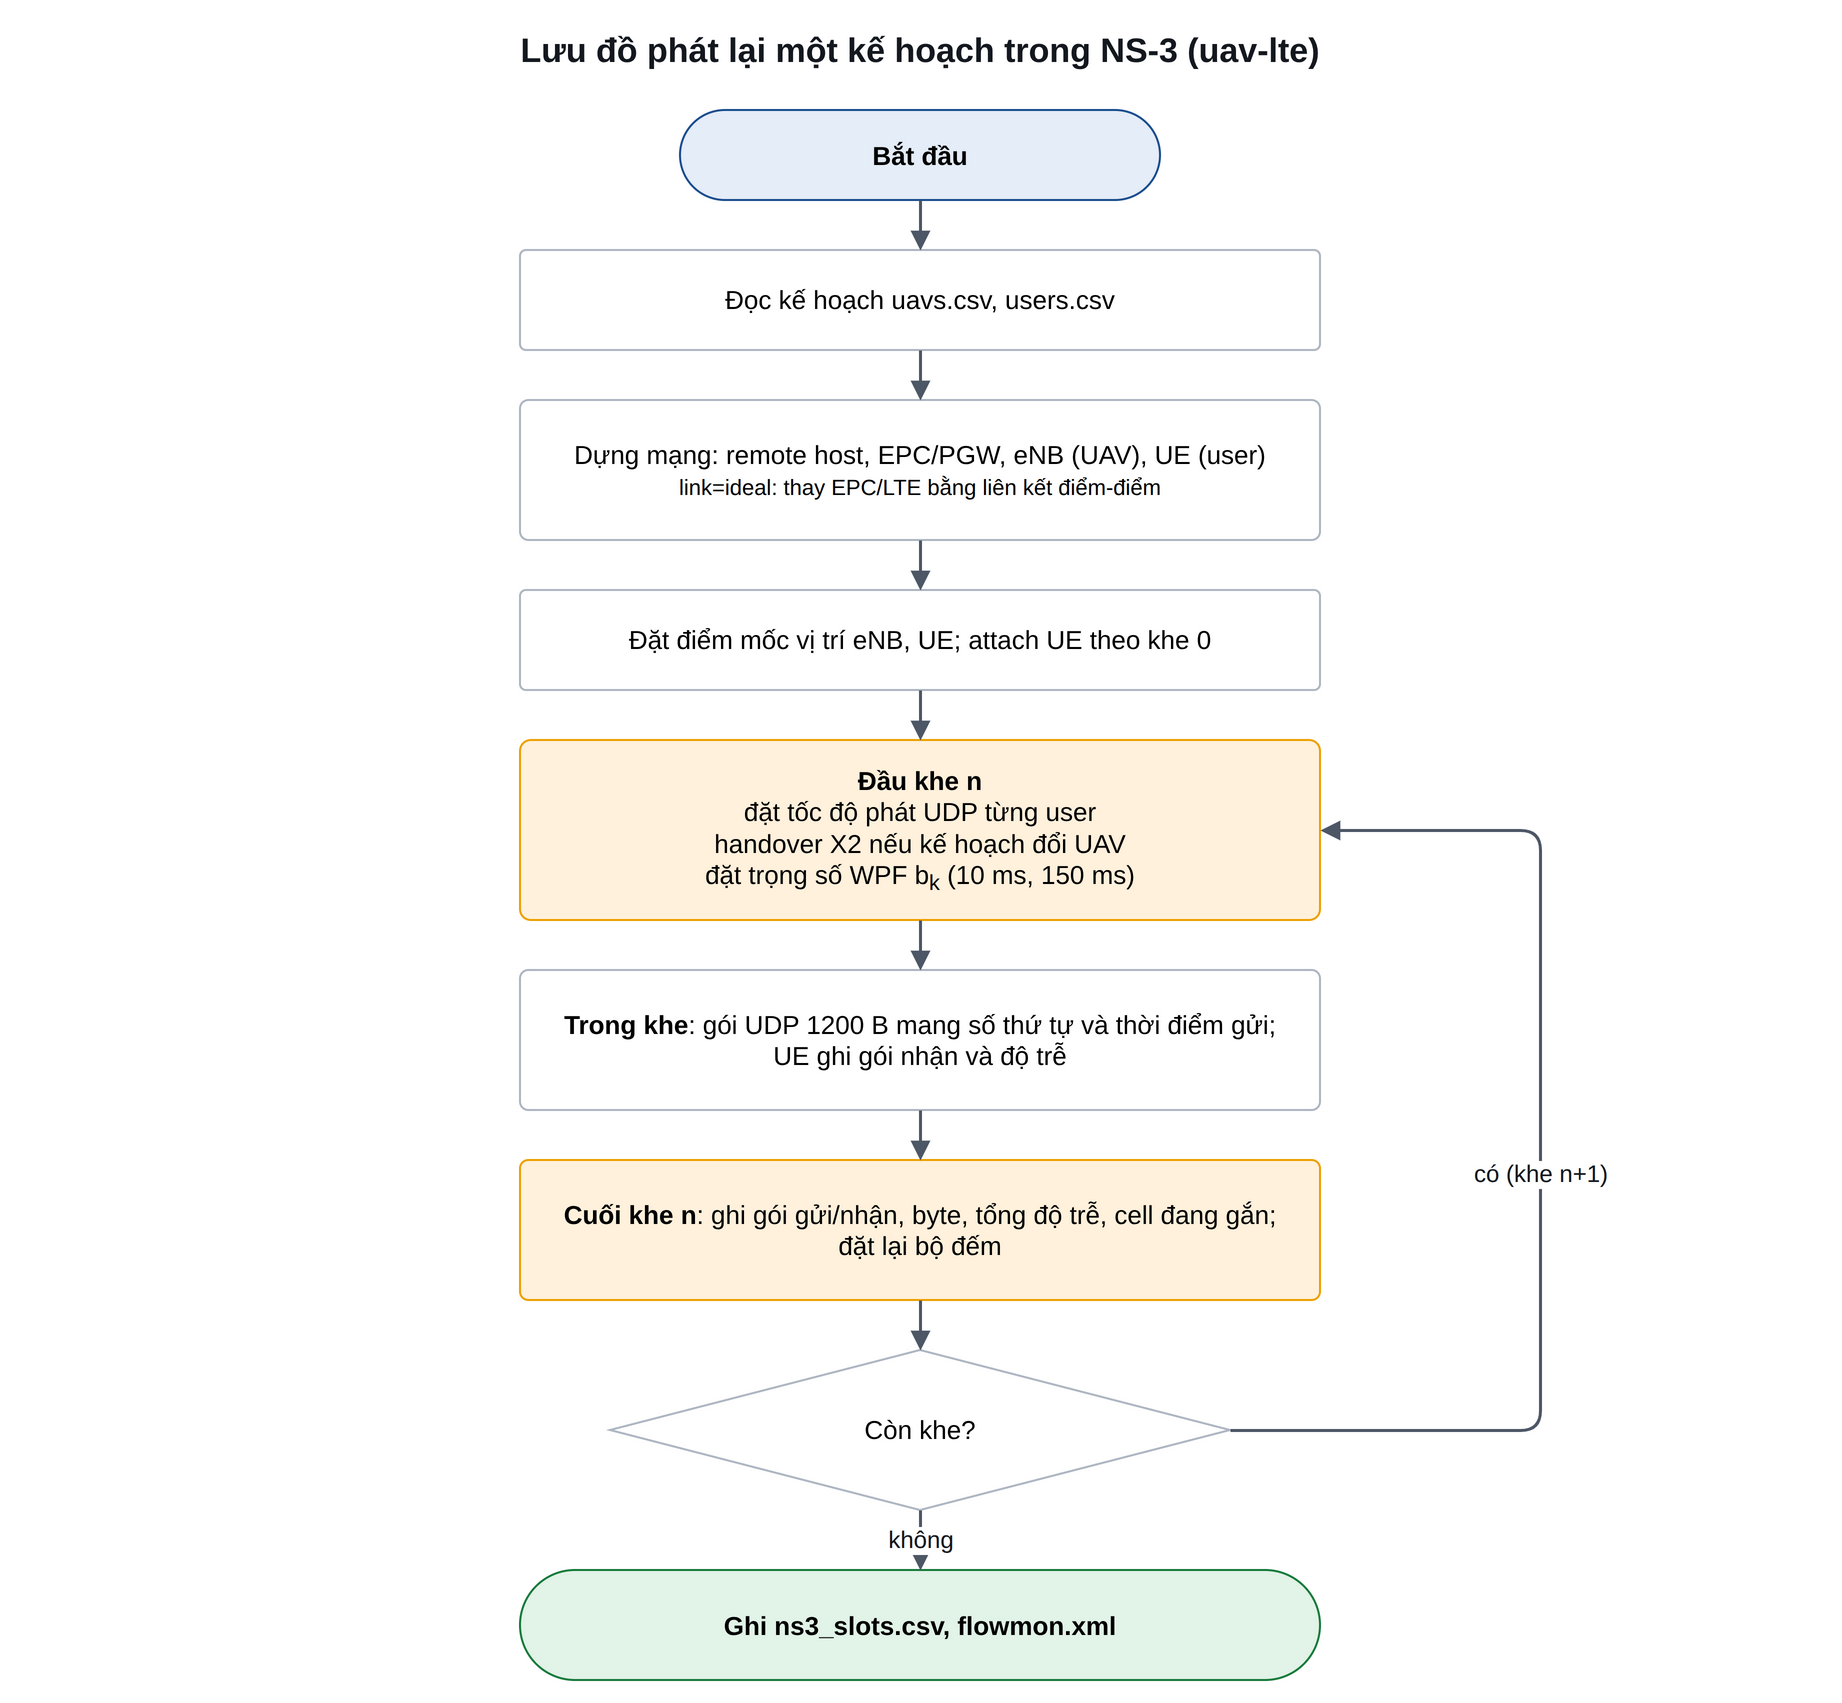 Lưu đồ phát lại một kế hoạch trong NS-3 (uav-lte)
Bắt đầu
Đọc kế hoạch uavs.csv, users.csv
Dựng mạng: remote host, EPC/PGW, eNB (UAV), UE (user)
link=ideal: thay EPC/LTE bằng liên kết điểm-điểm
Đặt điểm mốc vị trí eNB, UE; attach UE theo khe 0
Đầu khe n
đặt tốc độ phát UDP từng user
handover X2 nếu kế hoạch đổi UAV
đặt trọng số WPF bk (10 ms, 150 ms)
Trong khe: gói UDP 1200 B mang số thứ tự và thời điểm gửi;
UE ghi gói nhận và độ trễ
Cuối khe n: ghi gói gửi/nhận, byte, tổng độ trễ, cell đang gắn;
đặt lại bộ đếm
có (khe n+1)
Còn khe?
không
Ghi ns3_slots.csv, flowmon.xml